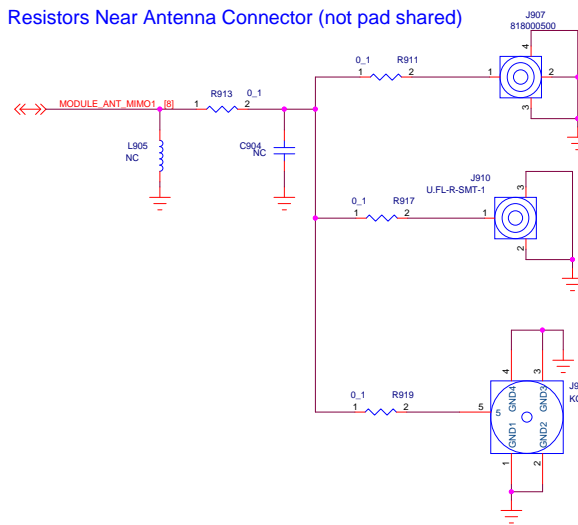 Resistors Near Antenna Connector (not pad shared)
J907
818000500
4
0_1 R911
1 2 1 2
3
MODULE_ANT_MIMO1 [8]
R913 0_1
1 2
L905
NC
C904
NC
J910
U.FL-R-SMT-1
3
0_1 R917
1 2 1
2
4 3
GND4 GND3
0_1 R919
1 2 5 5
GND1 GND2
1 2